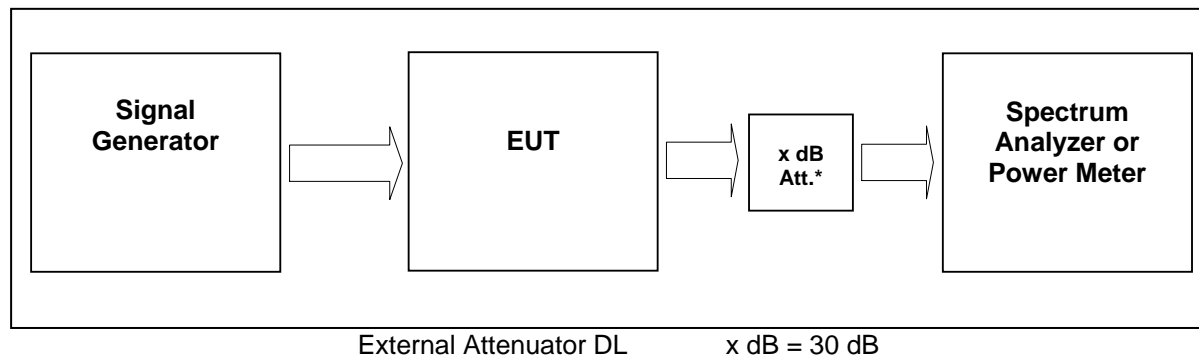 Signal
Generator
EUT
x dB
Att.*
Spectrum
Analyzer or
Power Meter
External Attenuator DL x dB = 30 dB